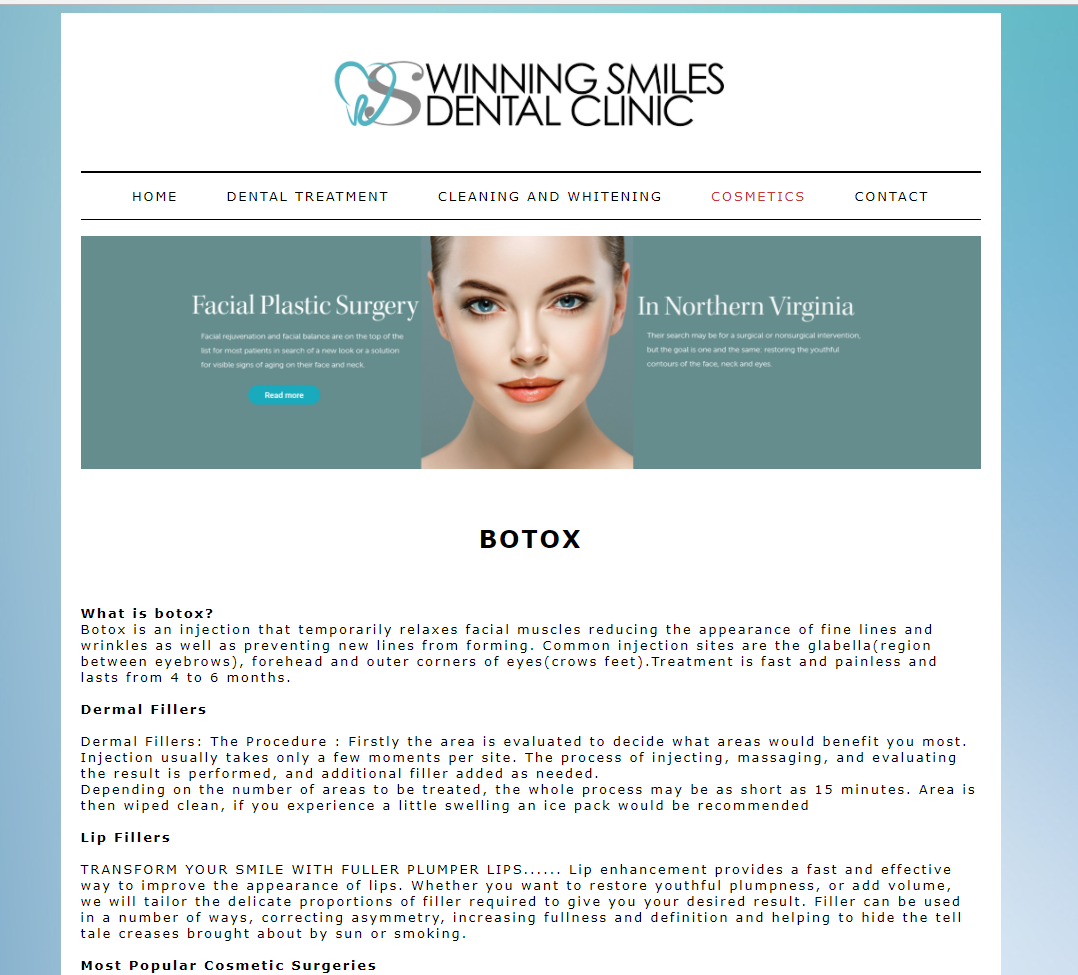 WINNING SMILES
DENTAL CLINIC
HOME DENTAL TREATMENT CLEANING AND WHITENING COSMETICS CONTACT
Facial Plastic Surgery
Facial rejuvenation and facial balance are on the top of the
list for most patients in search of a new look or a solution
for visible signs of aging on their face and neck.
Read more
In Northern Virginia
Their search may be for a surgical or nonsurgical intervention,
but the goal is one and the same: restoring the youthful
contours of the face, neck and eyes.
BOTOX
What is botox?
Botox is an injection that temporarily relaxes facial muscles reducing the appearance of fine lines and
wrinkles as well as preventing new lines from forming. Common injection sites are the glabella(region
between eyebrows), forehead and outer corners of eyes(crows feet).Treatment is fast and painless and
lasts from 4 to 6 months.
Dermal Fillers
Dermal Fillers: The Procedure : Firstly the area is evaluated to decide what areas would benefit you most.
Injection usually takes only a few moments per site. The process of injecting, massaging, and evaluating
the result is performed, and additional filler added as needed.
Depending on the number of areas to be treated, the whole process may be as short as 15 minutes. Area is
then wiped clean, if you experience a little swelling an ice pack would be recommended
Lip Fillers
TRANSFORM YOUR SMILE WITH FULLER PLUMPER LIPS...... Lip enhancement provides a fast and effective
way to improve the appearance of lips. Whether you want to restore youthful plumpness, or add volume,
we will tailor the delicate proportions of filler required to give you your desired result. Filler can be used
in a number of ways, correcting asymmetry, increasing fullness and definition and helping to hide the tell
tale creases brought about by sun or smoking.
Most Popular Cosmetic Surgeries